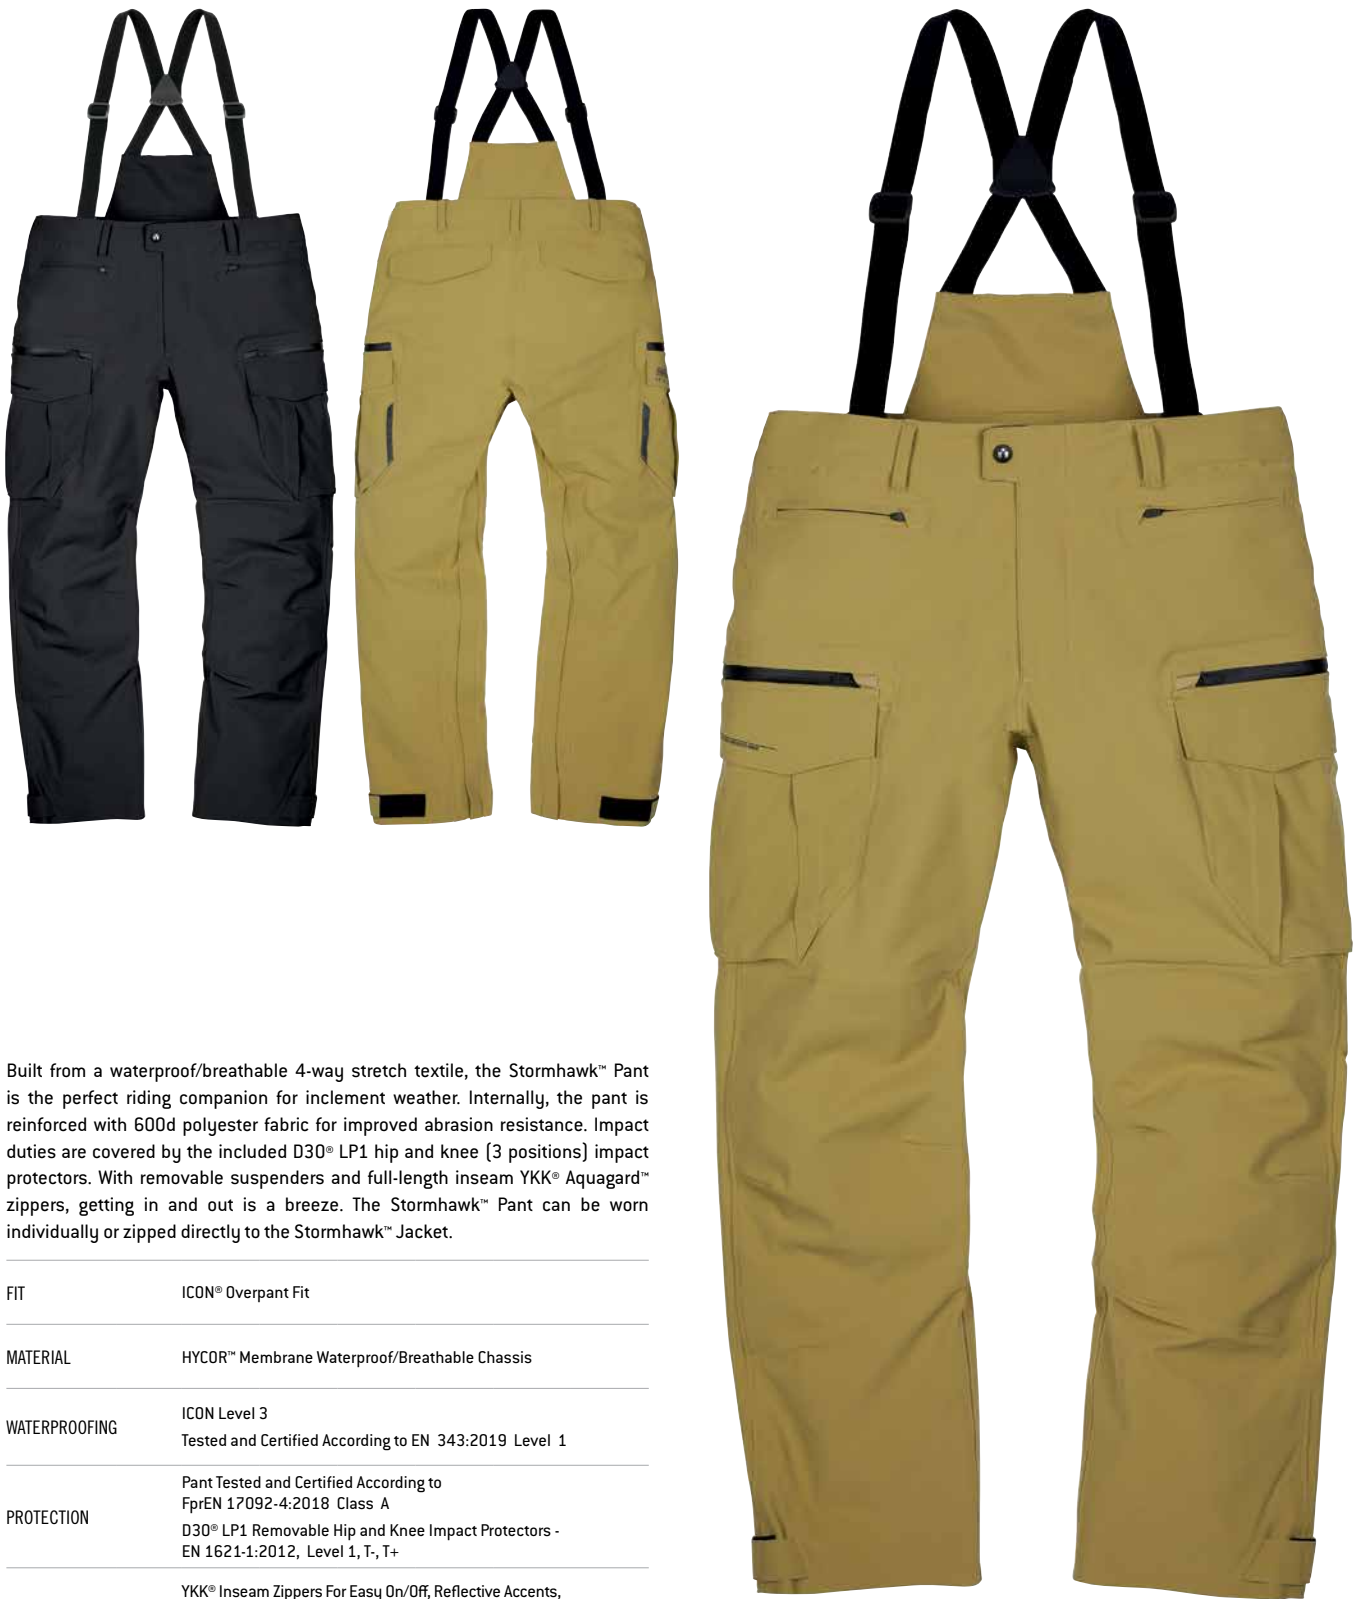 Built from a waterproof/breathable 4-way stretch textile, the Stormhawk™ Pant
is the perfect riding companion for inclement weather. Internally, the pant is
reinforced with 600d polyester fabric for improved abrasion resistance. Impact
duties are covered by the included D30® LP1 hip and knee (3 positions) impact
protectors. With removable suspenders and full-length inseam YKK® Aquagard™
zippers, getting in and out is a breeze. The Stormhawk™ Pant can be worn
individually or zipped directly to the Stormhawk™ Jacket.
FIT
ICON® Overpant Fit
MATERIAL
HYCOR™ Membrane Waterproof/Breathable Chassis
WATERPROOFING
ICON Level 3
Tested and Certified According to EN 343:2019 Level 1
PROTECTION
Pant Tested and Certified According to
FprEN 17092-4:2018 Class A
D30® LP1 Removable Hip and Knee Impact Protectors -
EN 1621-1:2012, Level 1, T-, T+
YKK® Inseam Zippers For Easy On/Off, Reflective Accents,